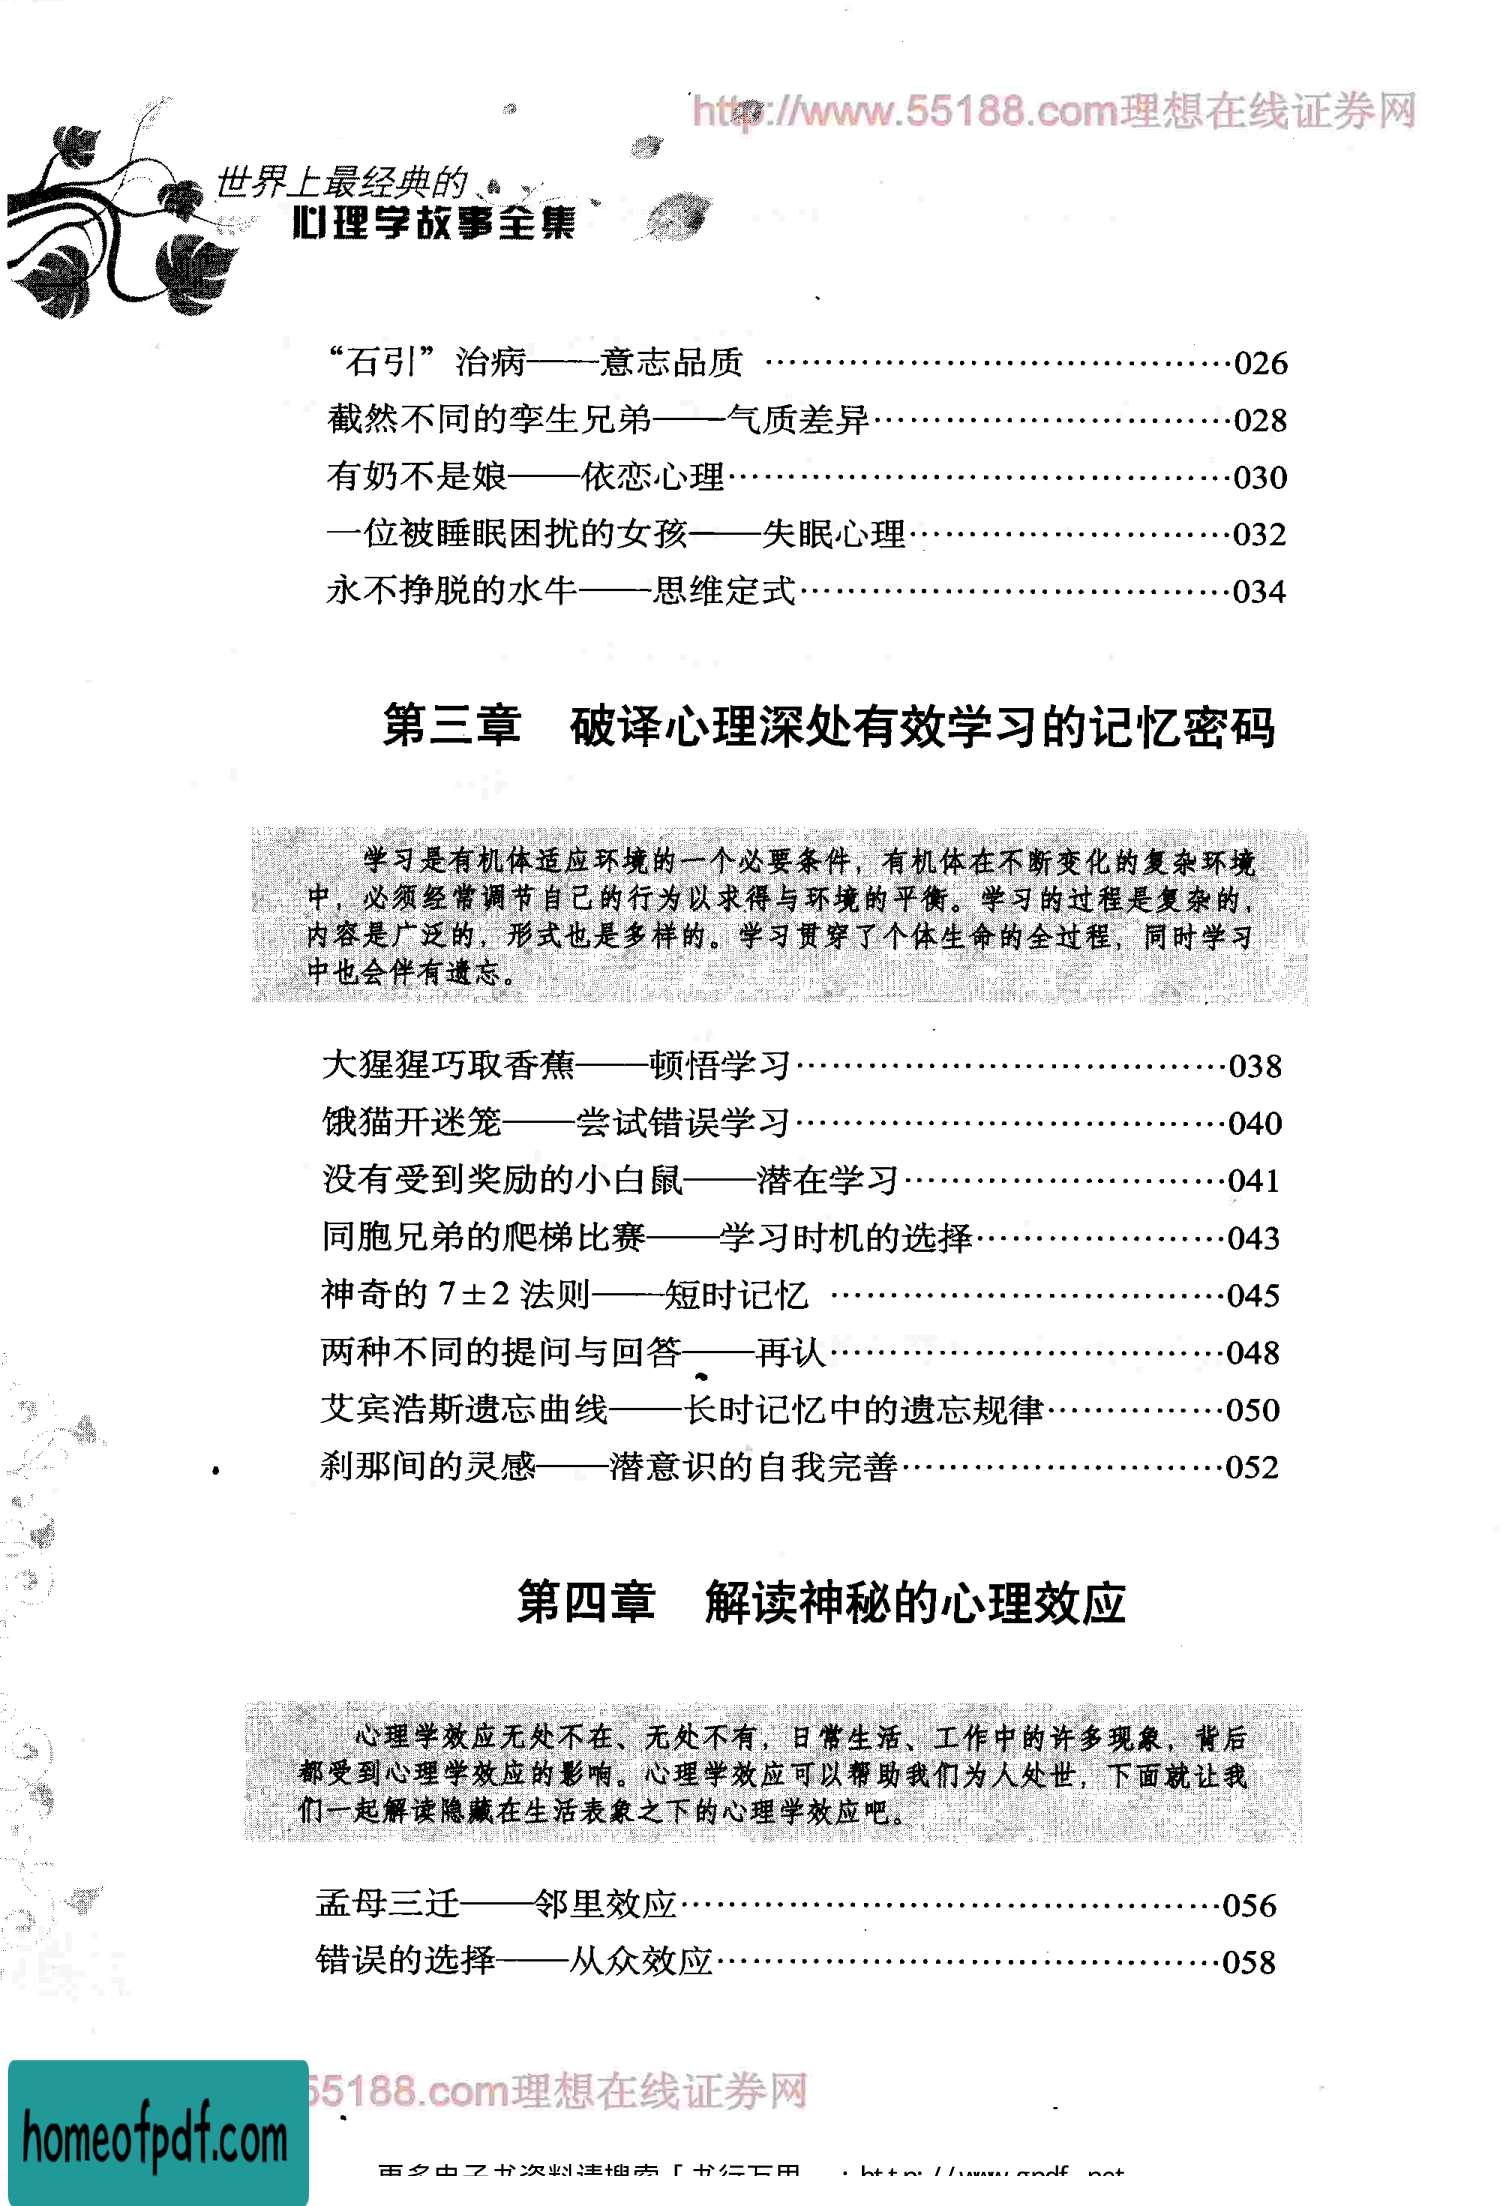 http://www.55188.com理想在线证券网
世界上最经典的
心理学故事全集
“石引”治病——意志品质 ……………………………………026
截然不同的孪生兄弟——气质差异……………………………028
有奶不是娘——依恋心理………………………………………030
一位被睡眠困扰的女孩——失眠心理…………………………032
永不挣脱的水牛——思维定式…………………………………034
第三章 破译心理深处有效学习的记忆密码
学习是有机体适应环境的一个必要条件，有机体在不断变化的复杂环境
中，必须经常调节自己的行为以求得与环境的平衡。学习的过程是复杂的，
内容是广泛的，形式也是多样的。学习贯穿了个体生命的全过程，同时学习
中也会伴有遗忘。
大猩猩巧取香蕉——顿悟学习…………………………………038
饿猫开迷笼——尝试错误学习…………………………………040
没有受到奖励的小白鼠——潜在学习…………………………041
同胞兄弟的爬梯比赛——学习时机的选择……………………043
神奇的 7±2 法则——短时记忆 ………………………………045
两种不同的提问与回答——再认………………………………048
艾宾浩斯遗忘曲线——长时记忆中的遗忘规律………………050
刹那间的灵感——潜意识的自我完善…………………………052
第四章 解读神秘的心理效应
心理学效应无处不在、无处不有，日常生活、工作中的许多现象，背后
都受到心理学效应的影响。心理学效应可以帮助我们为人处世，下面就让我
们一起解读隐藏在生活表象之下的心理学效应吧。
孟母三迁——邻里效应…………………………………………056
错误的选择——从众效应………………………………………058
55188.com理想在线证券网
homeofpdf.com
更多电子书资料请搜索「书行万里